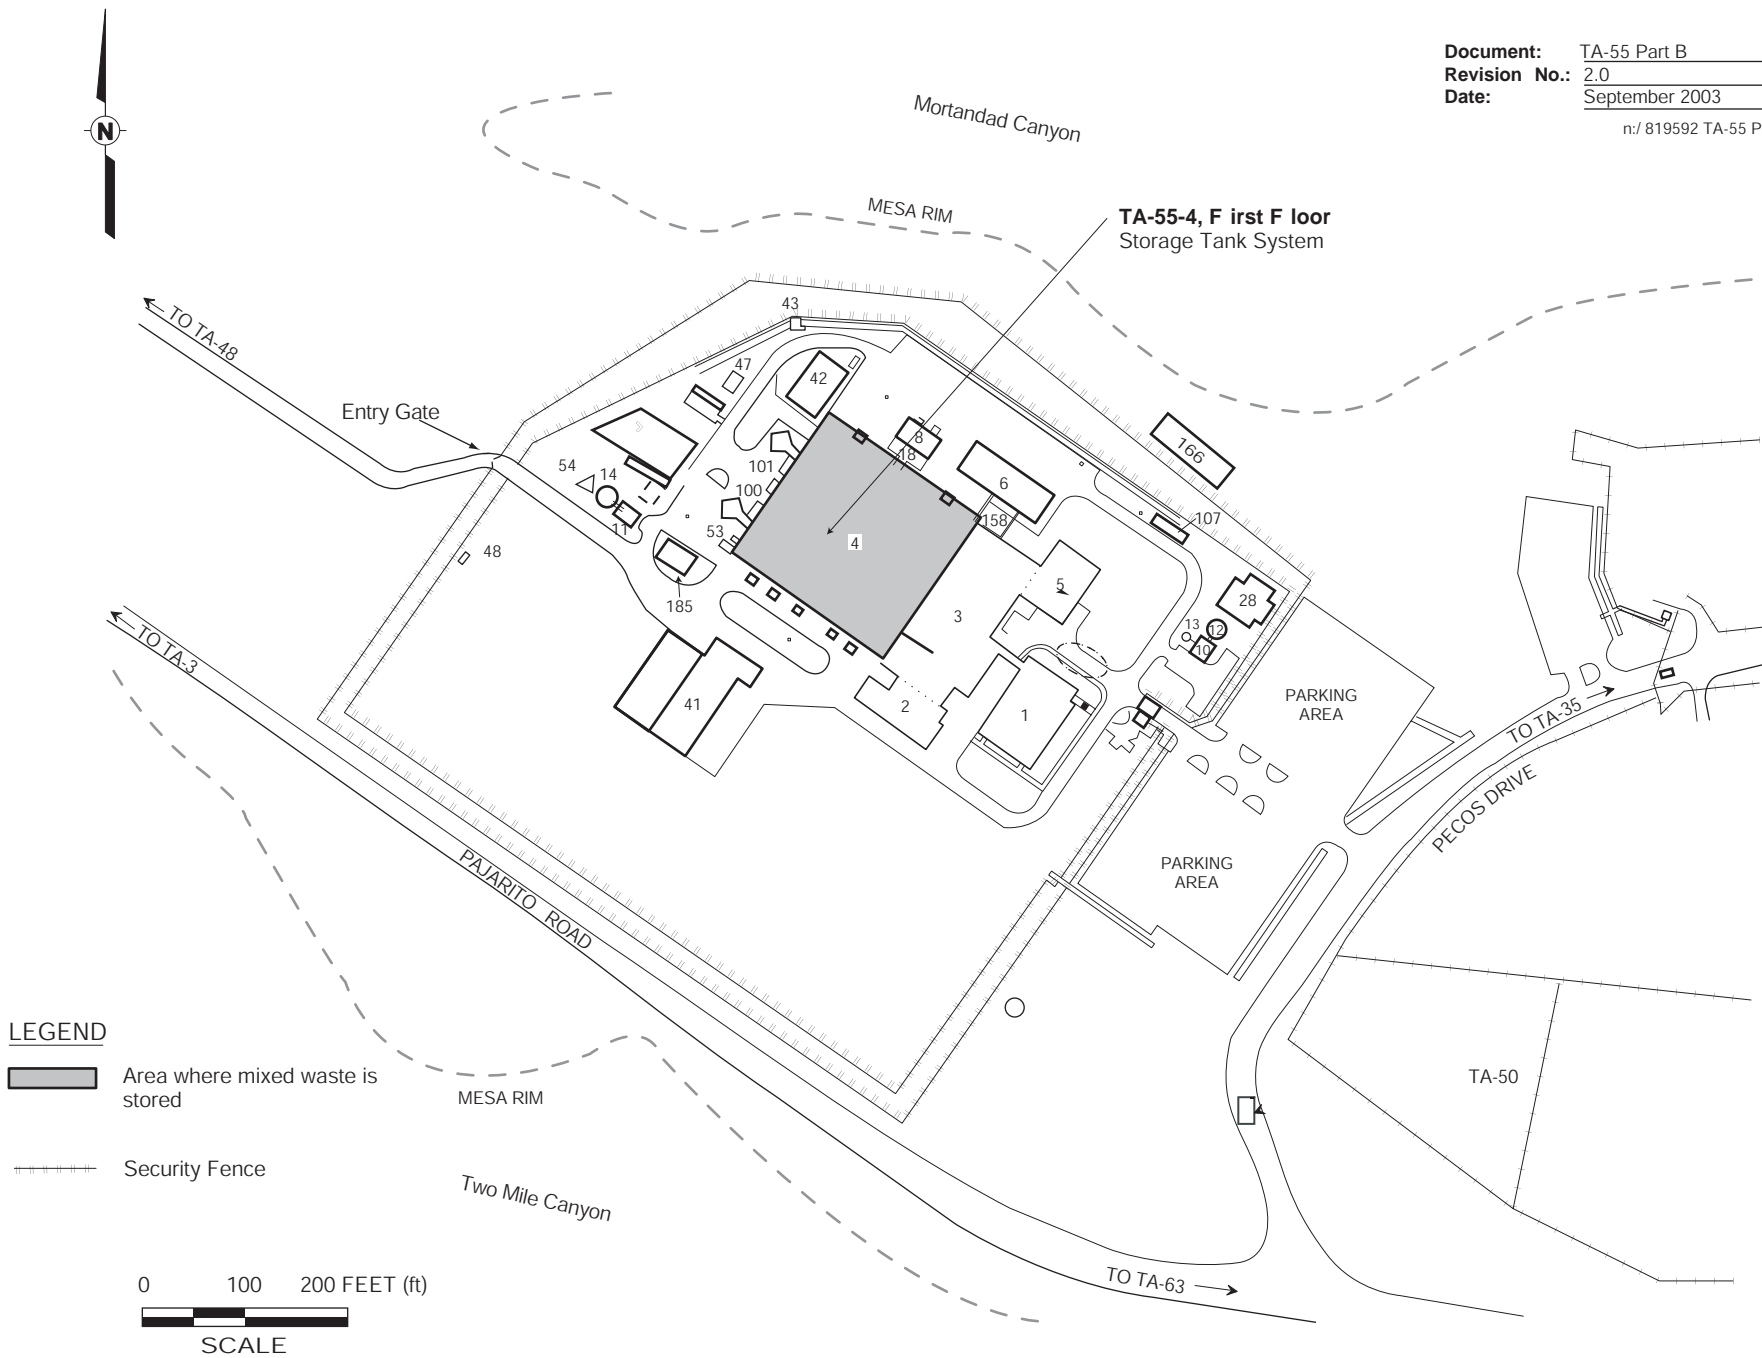 Document: TA-55 Part B
Revision No.: 2.0
Date: September 2003
n:/ 819592 TA-55 P
N
Mortandad Canyon
MESA RIM
TA-55-4, F irst F loor
Storage Tank System
TO TA-48
43
47
42
Entry Gate
8
18
166
101
54
14
100
6
158
107
11
53
4
48
5
185
28
3
13
12
10
TO TA-3
41
2
1
PARKING
AREA
TO TA-35
PECOS DRIVE
PARKING
AREA
PAJARITO ROAD
LEGEND
Area where mixed waste is
stored
MESA RIM
TA-50
Security Fence
Two Mile Canyon
TO TA-63
0 100 200 FEET (ft)
SCALE